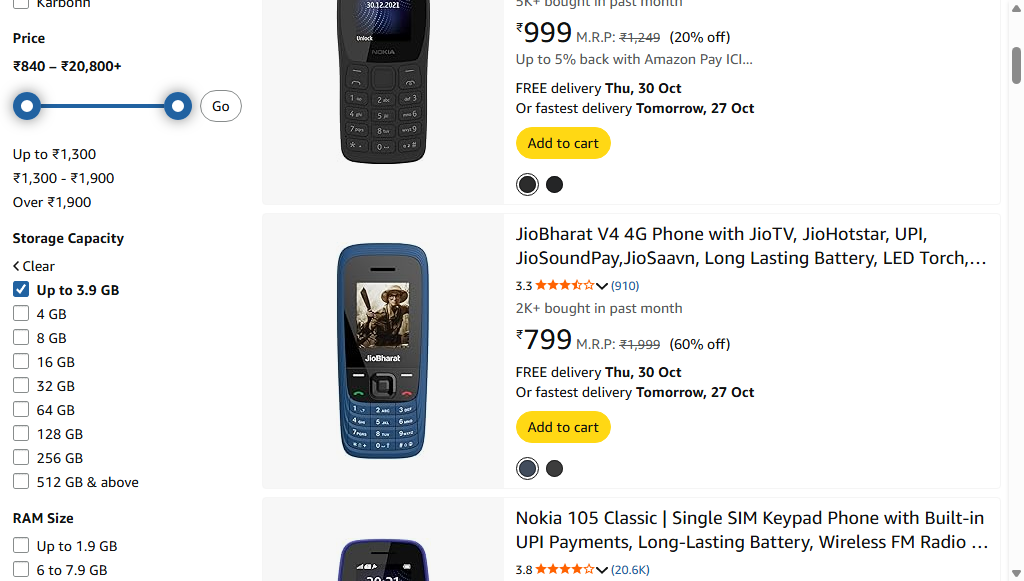 Karbonn
Price
₹840 – ₹20,800+
Go
Up to ₹1,300
₹1,300 - ₹1,900
Over ₹1,900
Storage Capacity
Clear
Up to 3.9 GB
4 GB
8 GB
16 GB
32 GB
64 GB
128 GB
256 GB
512 GB & above
RAM Size
Up to 1.9 GB
6 to 7.9 GB
30.12.2021
Unlock
NOKIA
5K+ bought in past month
₹999 M.R.P: ₹1,249 (20% off)
Up to 5% back with Amazon Pay ICI…
FREE delivery Thu, 30 Oct
Or fastest delivery Tomorrow, 27 Oct
Add to cart
JioBharat
JioBharat V4 4G Phone with JioTV, JioHotstar, UPI,
JioSoundPay,JioSaavn, Long Lasting Battery, LED Torch,…
3.3 (910)
2K+ bought in past month
₹799 M.R.P: ₹1,999 (60% off)
FREE delivery Thu, 30 Oct
Or fastest delivery Tomorrow, 27 Oct
Add to cart
Nokia 105 Classic | Single SIM Keypad Phone with Built-in
UPI Payments, Long-Lasting Battery, Wireless FM Radio …
3.8 (20.6K)